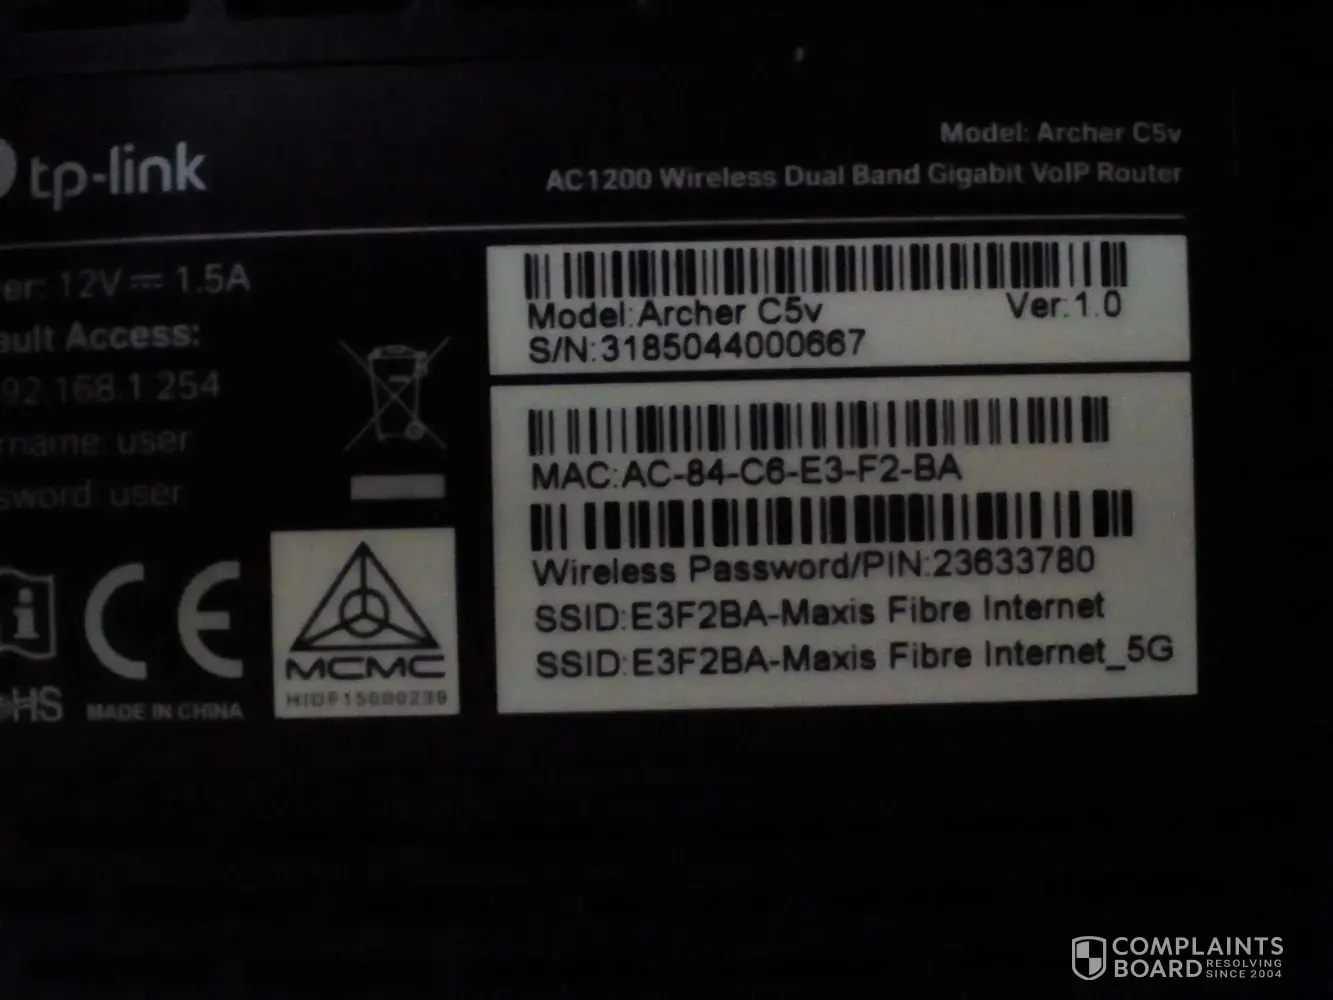 tp-link
Model: Archer C5v
AC1200 Wireless Dual Band Gigabit VoIP Router
er: 12V⎓1.5A
ault Access:
92.168.1.254
rname: user
sword: user
Model:Archer C5v Ver:1.0
S/N:3185044000667
MAC:AC-84-C6-E3-F2-BA
Wireless Password/PIN:23633780
SSID:E3F2BA-Maxis Fibre Internet
SSID:E3F2BA-Maxis Fibre Internet_5G
i
CE
HS
MADE IN CHINA
MCMC
HIDF15000239
COMPLAINTS
BOARD RESOLVING
SINCE 2004